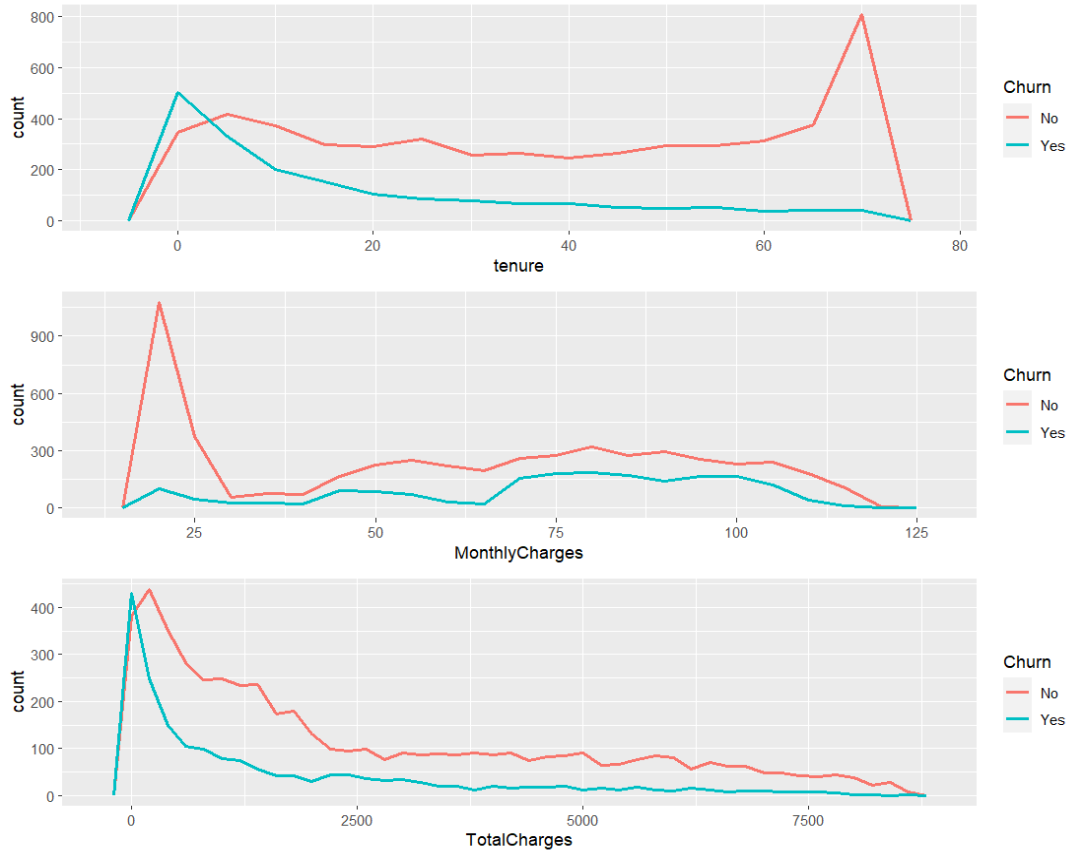 800
600
400
200
0
count
0 20 40 60 80
tenure
Churn
No
Yes
900
600
300
0
count
25 50 75 100 125
MonthlyCharges
Churn
No
Yes
400
300
200
100
0
count
0 2500 5000 7500
TotalCharges
Churn
No
Yes